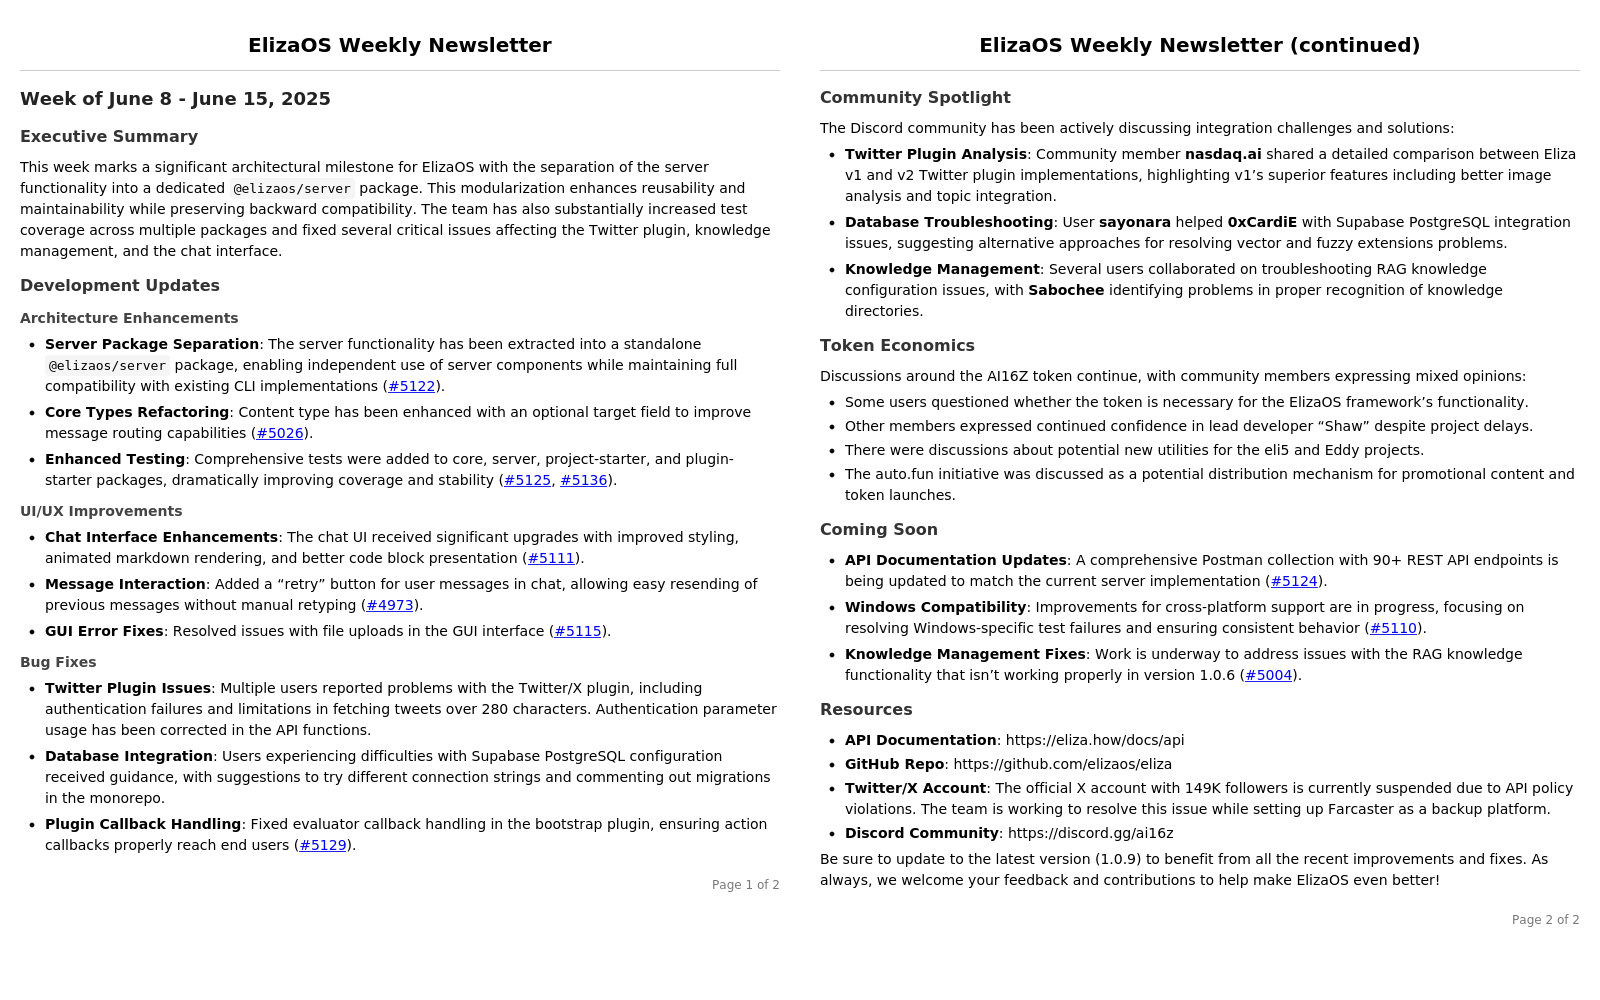 ElizaOS Weekly Newsletter
Week of June 8 - June 15, 2025
Executive Summary
This week marks a significant architectural milestone for ElizaOS with the separation of the server
functionality into a dedicated @elizaos/server package. This modularization enhances reusability and
maintainability while preserving backward compatibility. The team has also substantially increased test
coverage across multiple packages and fixed several critical issues affecting the Twitter plugin, knowledge
management, and the chat interface.
Development Updates
Architecture Enhancements
• Server Package Separation: The server functionality has been extracted into a standalone
@elizaos/server package, enabling independent use of server components while maintaining full
compatibility with existing CLI implementations (#5122).
• Core Types Refactoring: Content type has been enhanced with an optional target field to improve
message routing capabilities (#5026).
• Enhanced Testing: Comprehensive tests were added to core, server, project-starter, and plugin-
starter packages, dramatically improving coverage and stability (#5125, #5136).
UI/UX Improvements
• Chat Interface Enhancements: The chat UI received significant upgrades with improved styling,
animated markdown rendering, and better code block presentation (#5111).
• Message Interaction: Added a “retry” button for user messages in chat, allowing easy resending of
previous messages without manual retyping (#4973).
• GUI Error Fixes: Resolved issues with file uploads in the GUI interface (#5115).
Bug Fixes
• Twitter Plugin Issues: Multiple users reported problems with the Twitter/X plugin, including
authentication failures and limitations in fetching tweets over 280 characters. Authentication parameter
usage has been corrected in the API functions.
• Database Integration: Users experiencing difficulties with Supabase PostgreSQL configuration
received guidance, with suggestions to try different connection strings and commenting out migrations
in the monorepo.
• Plugin Callback Handling: Fixed evaluator callback handling in the bootstrap plugin, ensuring action
callbacks properly reach end users (#5129).
Page 1 of 2
ElizaOS Weekly Newsletter (continued)
Community Spotlight
The Discord community has been actively discussing integration challenges and solutions:
• Twitter Plugin Analysis: Community member nasdaq.ai shared a detailed comparison between Eliza
v1 and v2 Twitter plugin implementations, highlighting v1’s superior features including better image
analysis and topic integration.
• Database Troubleshooting: User sayonara helped 0xCardiE with Supabase PostgreSQL integration
issues, suggesting alternative approaches for resolving vector and fuzzy extensions problems.
• Knowledge Management: Several users collaborated on troubleshooting RAG knowledge
configuration issues, with Sabochee identifying problems in proper recognition of knowledge
directories.
Token Economics
Discussions around the AI16Z token continue, with community members expressing mixed opinions:
• Some users questioned whether the token is necessary for the ElizaOS framework’s functionality.
• Other members expressed continued confidence in lead developer “Shaw” despite project delays.
• There were discussions about potential new utilities for the eli5 and Eddy projects.
• The auto.fun initiative was discussed as a potential distribution mechanism for promotional content and
token launches.
Coming Soon
• API Documentation Updates: A comprehensive Postman collection with 90+ REST API endpoints is
being updated to match the current server implementation (#5124).
• Windows Compatibility: Improvements for cross-platform support are in progress, focusing on
resolving Windows-specific test failures and ensuring consistent behavior (#5110).
• Knowledge Management Fixes: Work is underway to address issues with the RAG knowledge
functionality that isn’t working properly in version 1.0.6 (#5004).
Resources
• API Documentation: https://eliza.how/docs/api
• GitHub Repo: https://github.com/elizaos/eliza
• Twitter/X Account: The official X account with 149K followers is currently suspended due to API policy
violations. The team is working to resolve this issue while setting up Farcaster as a backup platform.
• Discord Community: https://discord.gg/ai16z
Be sure to update to the latest version (1.0.9) to benefit from all the recent improvements and fixes. As
always, we welcome your feedback and contributions to help make ElizaOS even better!
Page 2 of 2